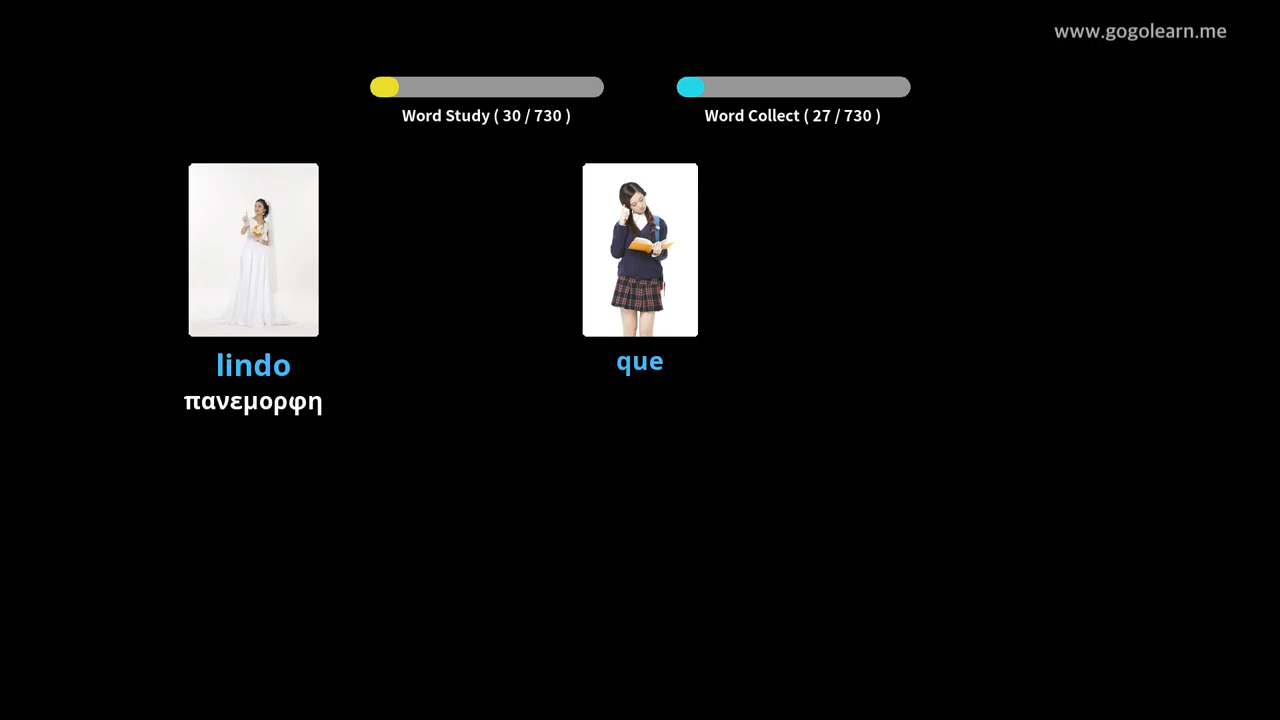 www.gogolearn.me
Word Study ( 30 / 730 )
Word Collect ( 27 / 730 )
lindo
πανεμορφη
que